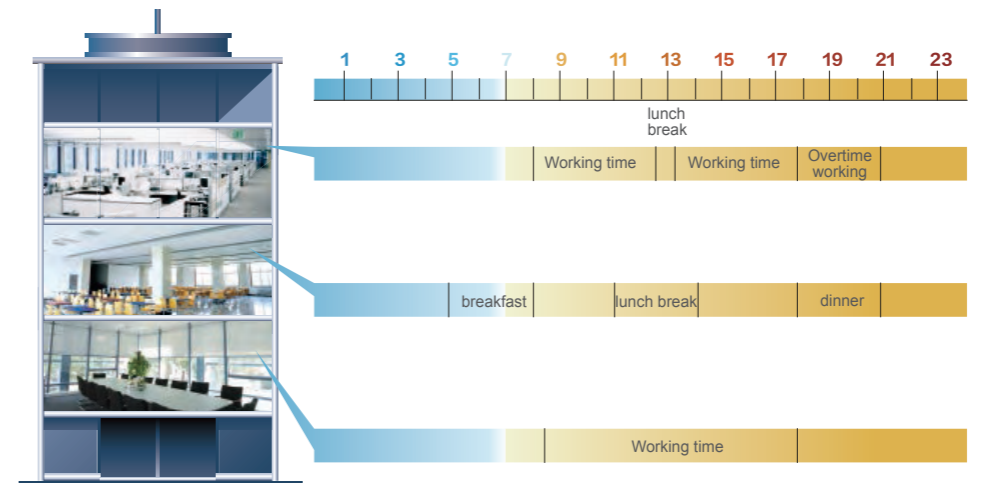 1 3 5 7 9 11 13 15 17 19 21 23
lunch
break
Working time Working time Overtime
working
breakfast lunch break dinner
Working time